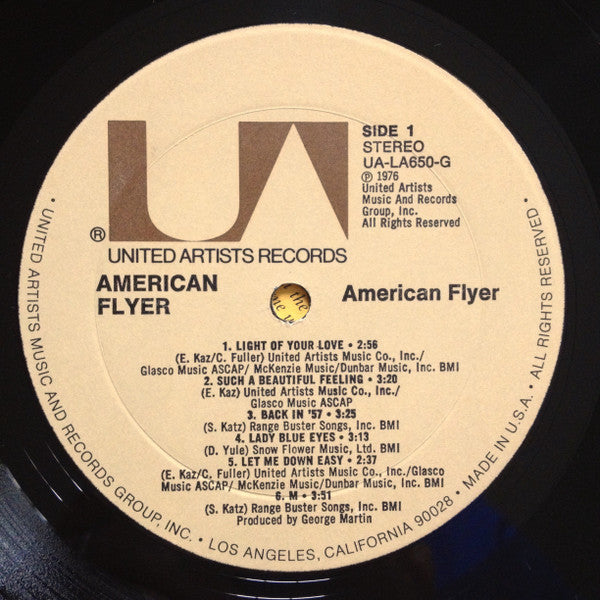 UA
®
UNITED ARTISTS RECORDS
SIDE 1
STEREO
UA-LA650-G
℗ 1976
United Artists
Music And Records
Group, Inc.
All Rights Reserved
AMERICAN
FLYER
American Flyer
the
me
1. LIGHT OF YOUR LOVE • 2:56
(E. Kaz/C. Fuller) United Artists Music Co., Inc./
Glasco Music ASCAP/ McKenzie Music/Dunbar Music, Inc. BMI
2. SUCH A BEAUTIFUL FEELING • 3:20
(E. Kaz) United Artists Music Co., Inc./
Glasco Music ASCAP
3. BACK IN '57 • 3:25
(S. Katz) Range Buster Songs, Inc. BMI
4. LADY BLUE EYES • 3:13
(D. Yule) Snow Flower Music, Ltd. BMI
5. LET ME DOWN EASY • 2:37
(E. Kaz/C. Fuller) United Artists Music Co., Inc./Glasco
Music ASCAP/ McKenzie Music/Dunbar Music, Inc. BMI
6. M • 3:51
(S. Katz) Range Buster Songs, Inc. BMI
Produced by George Martin
• UNITED ARTISTS MUSIC AND RECORDS GROUP, INC. • LOS ANGELES, CALIFORNIA 90028 • MADE IN U.S.A. • ALL RIGHTS RESERVED •